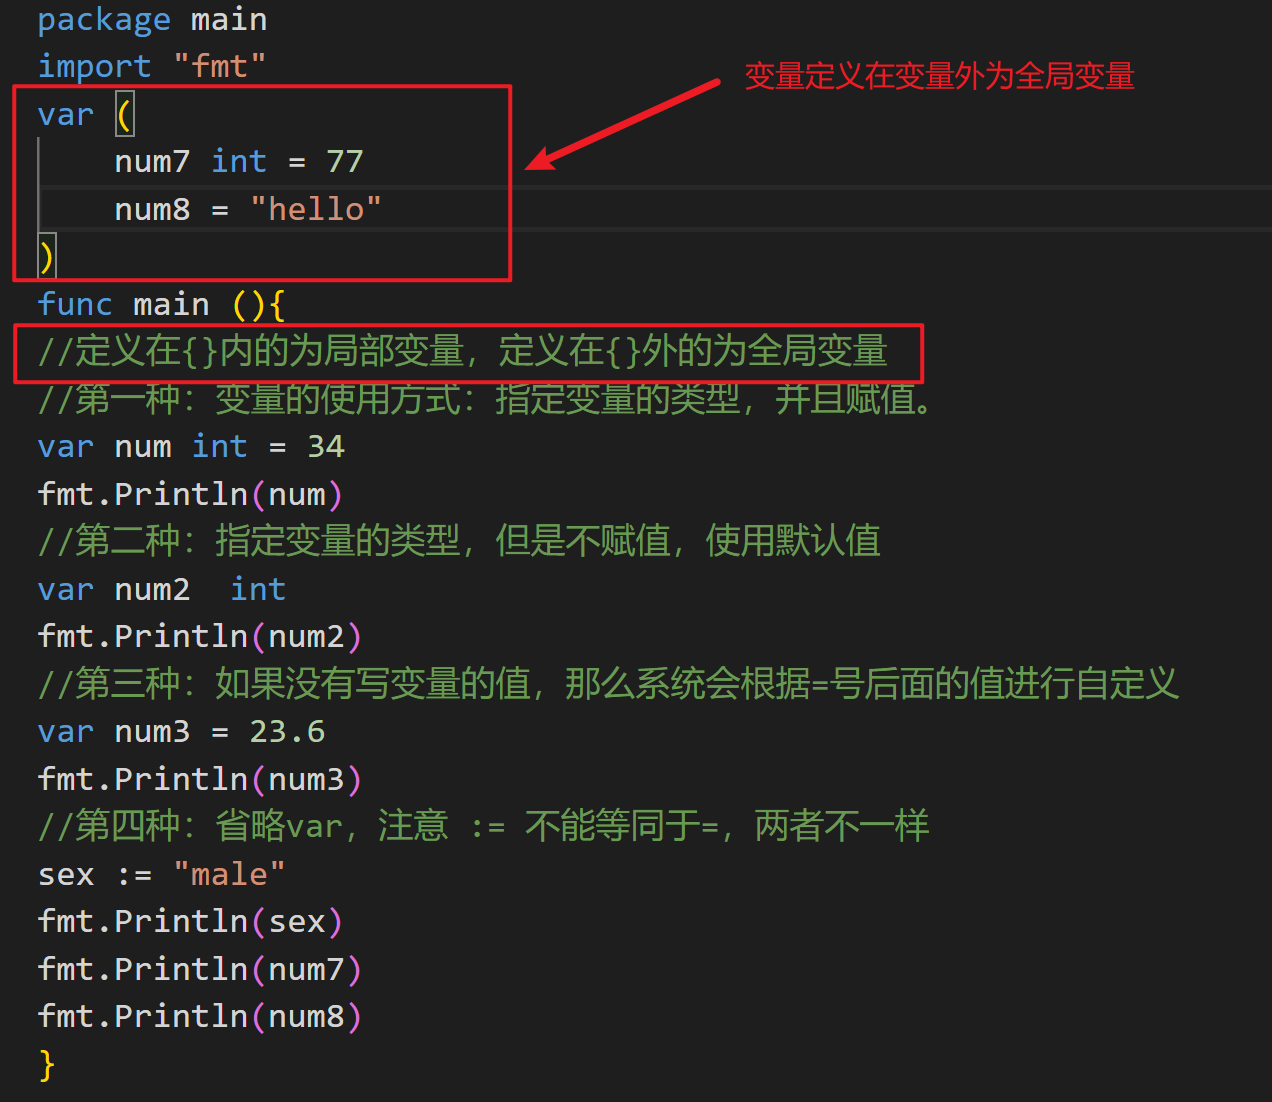 package main
import "fmt"
变量定义在变量外为全局变量
var (
    num7 int = 77
    num8 = "hello"
)
func main (){
//定义在{}内的为局部变量，定义在{}外的为全局变量
//第一种：变量的使用方式：指定变量的类型，并且赋值。
var num int = 34
fmt.Println(num)
//第二种：指定变量的类型，但是不赋值，使用默认值
var num2  int
fmt.Println(num2)
//第三种：如果没有写变量的值，那么系统会根据=号后面的值进行自定义
var num3 = 23.6
fmt.Println(num3)
//第四种：省略var，注意 := 不能等同于=，两者不一样
sex := "male"
fmt.Println(sex)
fmt.Println(num7)
fmt.Println(num8)
}